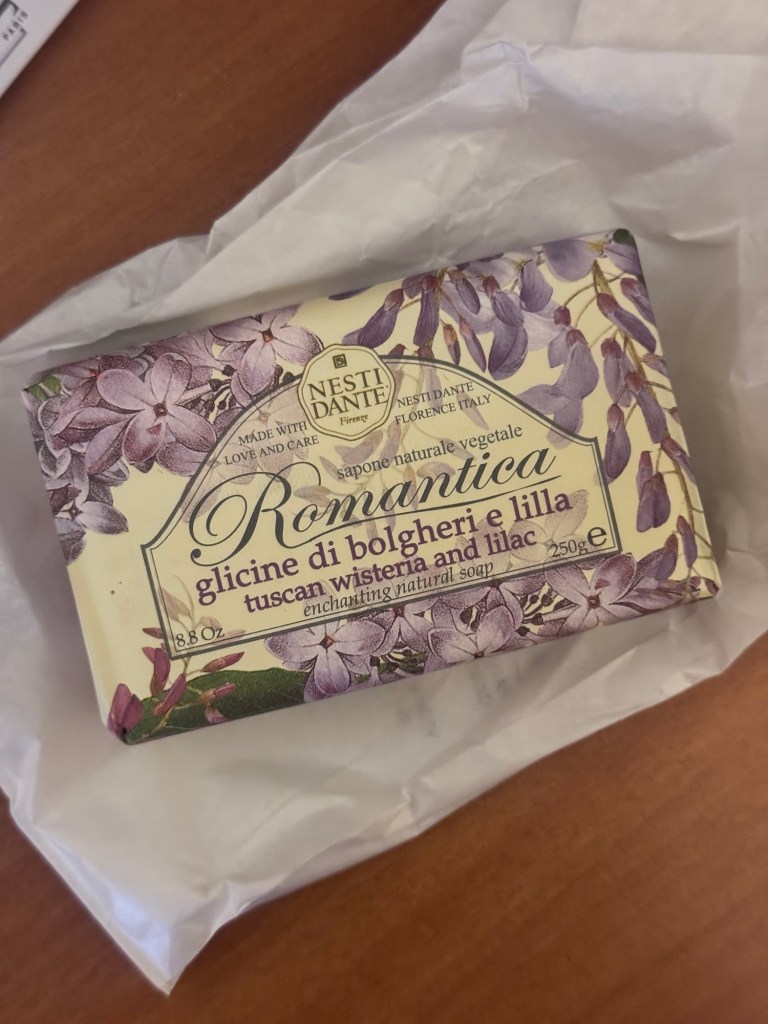 PARIS
NESTI
DANTE
Firenze
MADE WITH
LOVE AND CARE
NESTI DANTE
FLORENCE ITALY
sapone naturale vegetale
Romantica
glicine di bolgheri e lilla
tuscan wisteria and lilac
enchanting natural soap
250g e
8.8 Oz